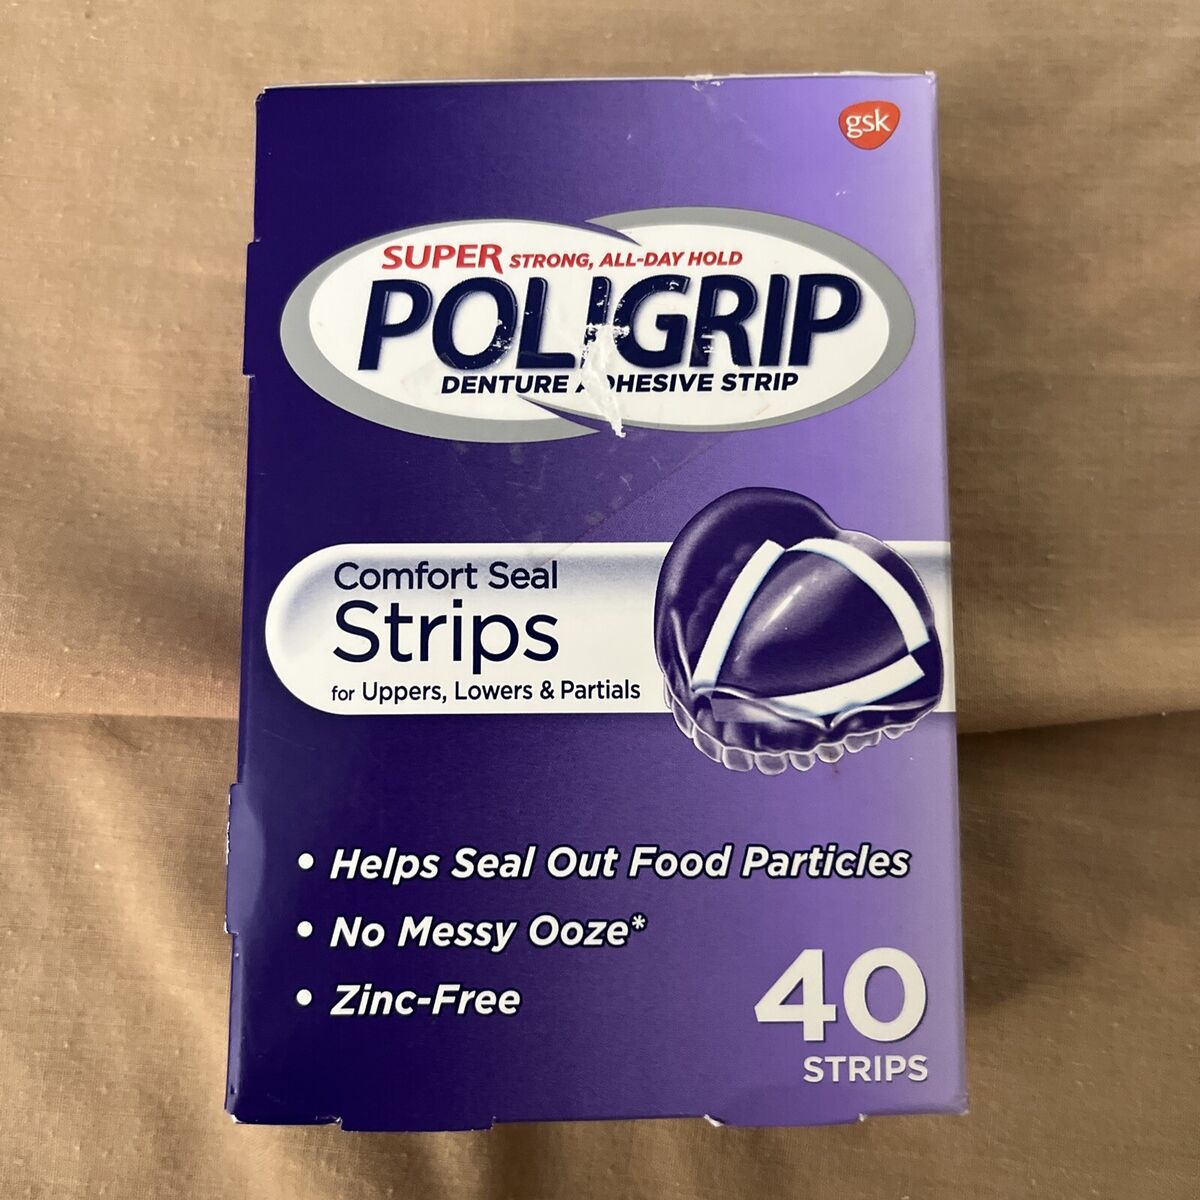 gsk
SUPER STRONG, ALL-DAY HOLD
POLIGRIP
DENTURE ADHESIVE STRIP
Comfort Seal
Strips
for Uppers, Lowers & Partials
• Helps Seal Out Food Particles
• No Messy Ooze*
• Zinc-Free
40
STRIPS